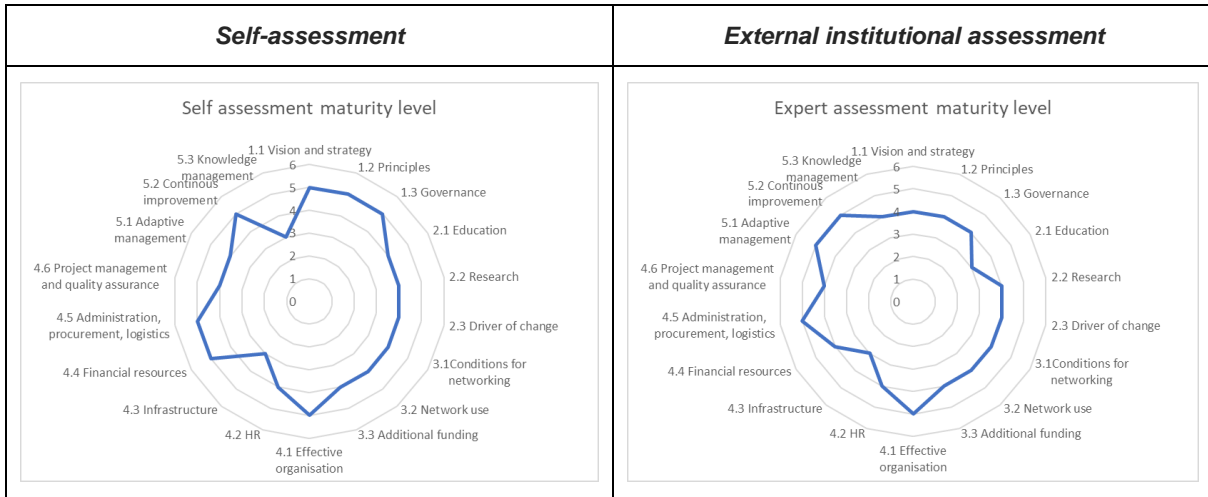 Self-assessment
External institutional assessment
Self assessment maturity level
1.1 Vision and strategy
1.2 Principles
1.3 Governance
2.1 Education
2.2 Research
2.3 Driver of change
3.1Conditions for
networking
3.2 Network use
3.3 Additional funding
4.1 Effective
organisation
4.2 HR
4.3 Infrastructure
4.4 Financial resources
4.5 Administration,
procurement, logistics
4.6 Project management
and quality assurance
5.1 Adaptive
management
5.2 Continous
improvement
5.3 Knowledge
management
6
5
4
3
2
1
0
Expert assessment maturity level
1.1 Vision and strategy
1.2 Principles
1.3 Governance
2.1 Education
2.2 Research
2.3 Driver of change
3.1Conditions for
networking
3.2 Network use
3.3 Additional funding
4.1 Effective
organisation
4.2 HR
4.3 Infrastructure
4.4 Financial resources
4.5 Administration,
procurement, logistics
4.6 Project management
and quality assurance
5.1 Adaptive
management
5.2 Continous
improvement
5.3 Knowledge
management
6
5
4
3
2
1
0